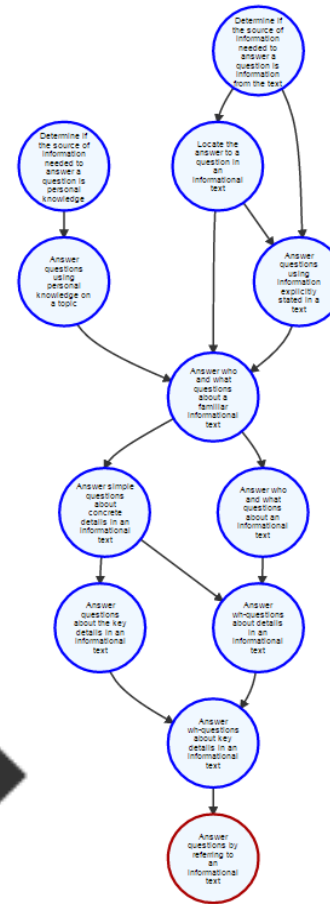 Determine if
the source of
information
needed to
answer a
question is
information
from the text
Determine if
the source of
information
needed to
answer a
question is
personal
knowledge
Locate the
answer to a
question in
an
informational
text
Answer
questions
using
personal
knowledge on
a topic
Answer
questions
using
information
explicitly
stated in a
text
Answer who
and what
questions
about a
familiar
informational
text
Answer simple
questions
about
concrete
details in an
informational
text
Answer who
and what
questions
about an
informational
text
Answer
questions
about the key
details in an
informational
text
Answer
wh-questions
about details
in an
informational
text
Answer
wh-questions
about key
details in an
informational
text
Answer
questions by
referring to
an
informational
text